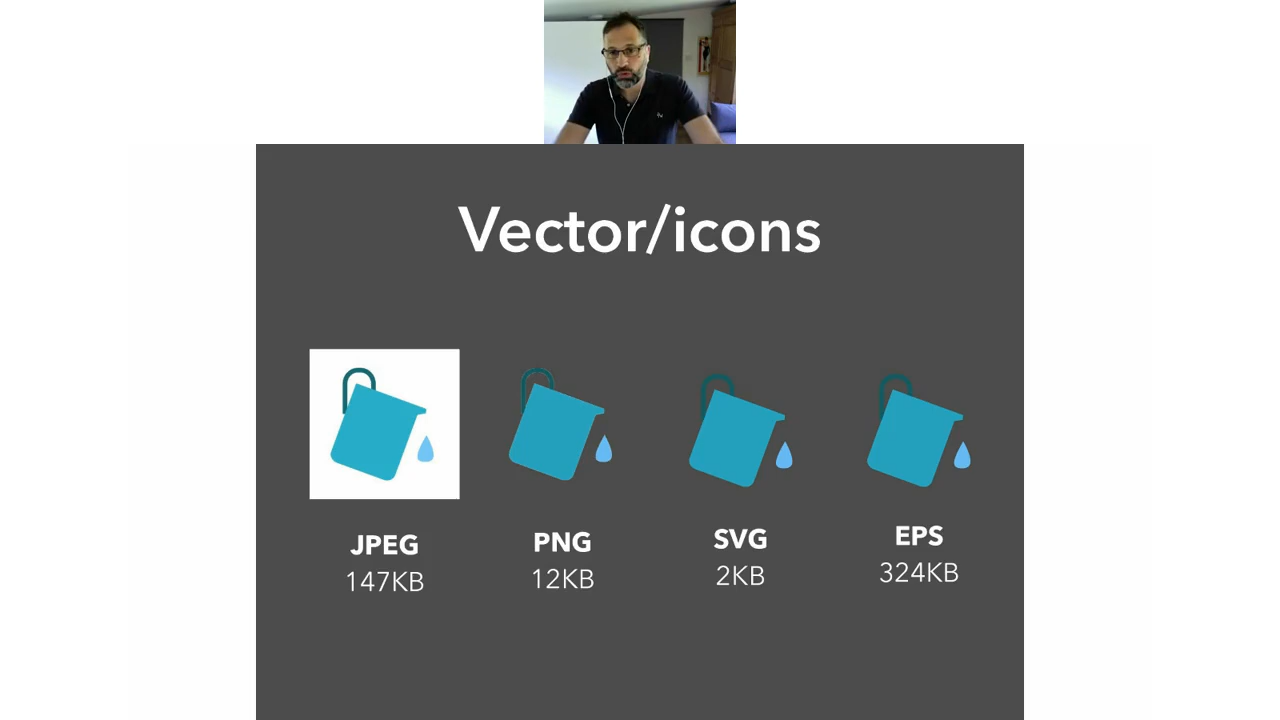 Vector/icons
JPEG
147KB
PNG
12KB
SVG
2KB
EPS
324KB